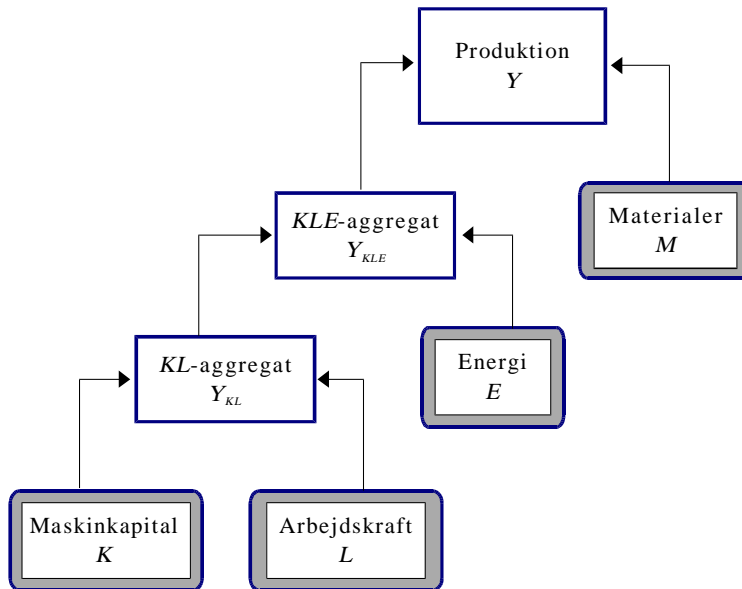 Produktion
Y
KLE-aggregat
Y_KLE
Materialer
M
KL-aggregat
Y_KL
Energi
E
Maskinkapital
K
Arbejdskraft
L